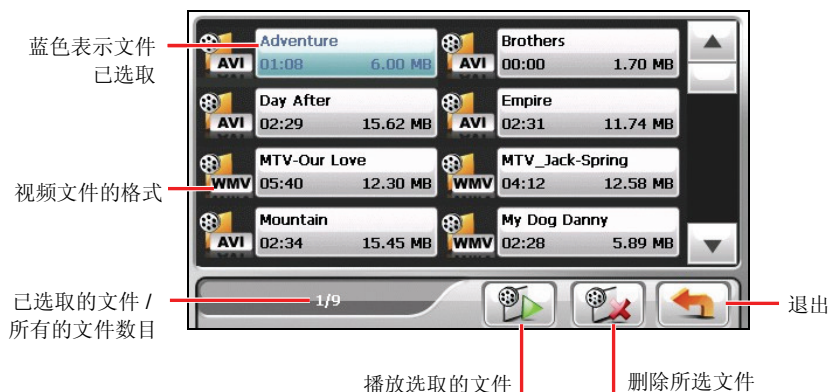 蓝色表示文件
已选取
Adventure
01:08 6.00 MB
AVI
Brothers
00:00 1.70 MB
AVI
Day After
02:29 15.62 MB
AVI
Empire
02:31 11.74 MB
AVI
视频文件的格式
MTV-Our Love
05:40 12.30 MB
WMV
MTV_Jack-Spring
04:12 12.58 MB
WMV
Mountain
02:34 15.45 MB
AVI
My Dog Danny
02:28 5.89 MB
WMV
已选取的文件 /
所有的文件数目
1/9
退出
播放选取的文件
删除所选文件